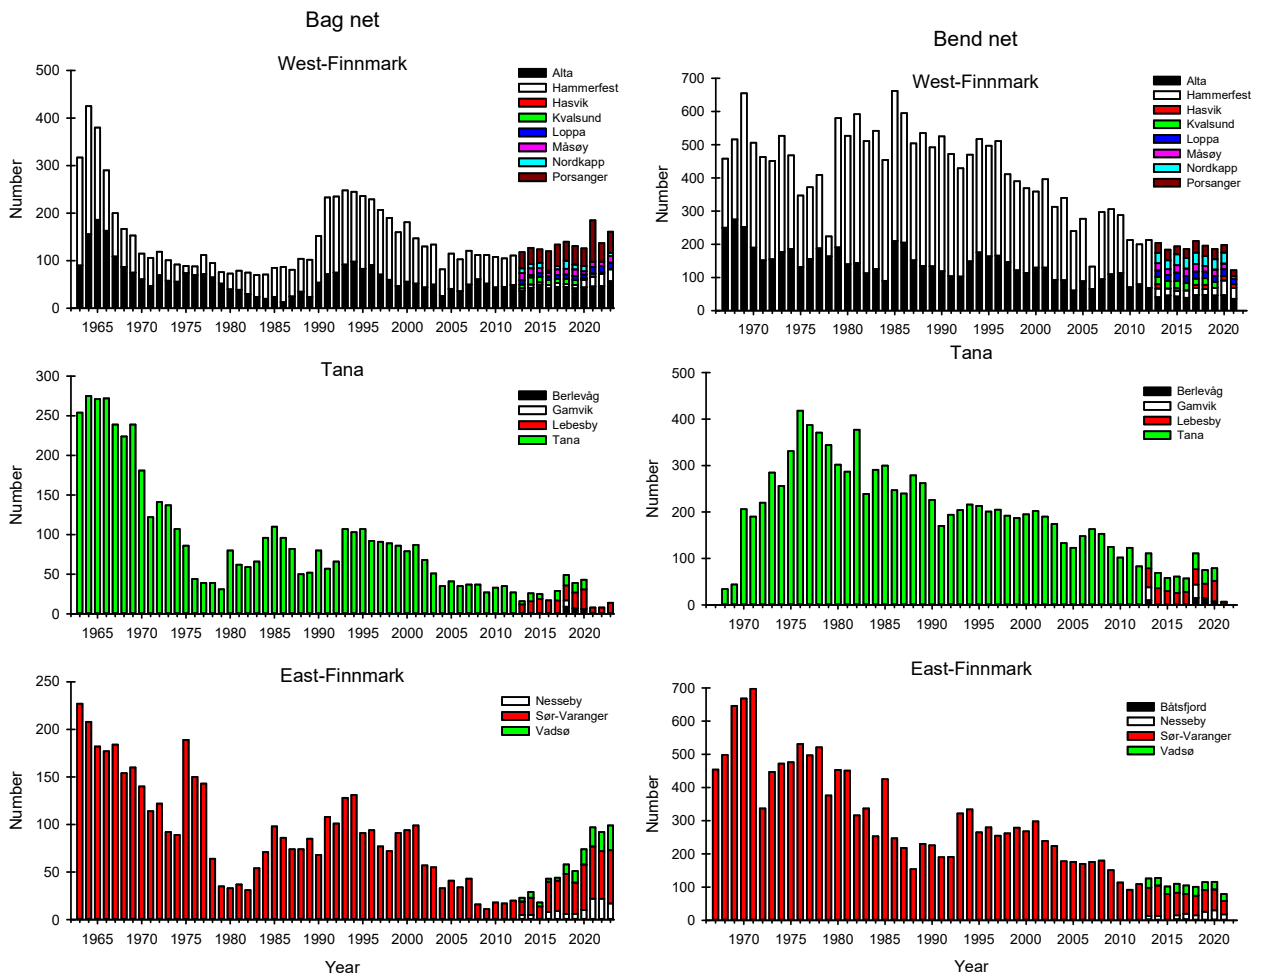 Bag net
West-Finnmark
500
400
300
200
100
0
Number
1965 1970 1975 1980 1985 1990 1995 2000 2005 2010 2015 2020
Alta
Hammerfest
Hasvik
Kvalsund
Loppa
Måsøy
Nordkapp
Porsanger
Bend net
West-Finnmark
700
600
500
400
300
200
100
0
Number
1970 1975 1980 1985 1990 1995 2000 2005 2010 2015 2020
Alta
Hammerfest
Hasvik
Kvalsund
Loppa
Måsøy
Nordkapp
Porsanger
Tana
300
250
200
150
100
50
0
Number
1965 1970 1975 1980 1985 1990 1995 2000 2005 2010 2015 2020
Berlevåg
Gamvik
Lebesby
Tana
Tana
500
400
300
200
100
0
Number
1970 1975 1980 1985 1990 1995 2000 2005 2010 2015 2020
Berlevåg
Gamvik
Lebesby
Tana
East-Finnmark
250
200
150
100
50
0
Number
1965 1970 1975 1980 1985 1990 1995 2000 2005 2010 2015 2020
Year
Nesseby
Sør-Varanger
Vadsø
East-Finnmark
700
600
500
400
300
200
100
0
Number
1970 1975 1980 1985 1990 1995 2000 2005 2010 2015 2020
Year
Båtsfjord
Nesseby
Sør-Varanger
Vadsø